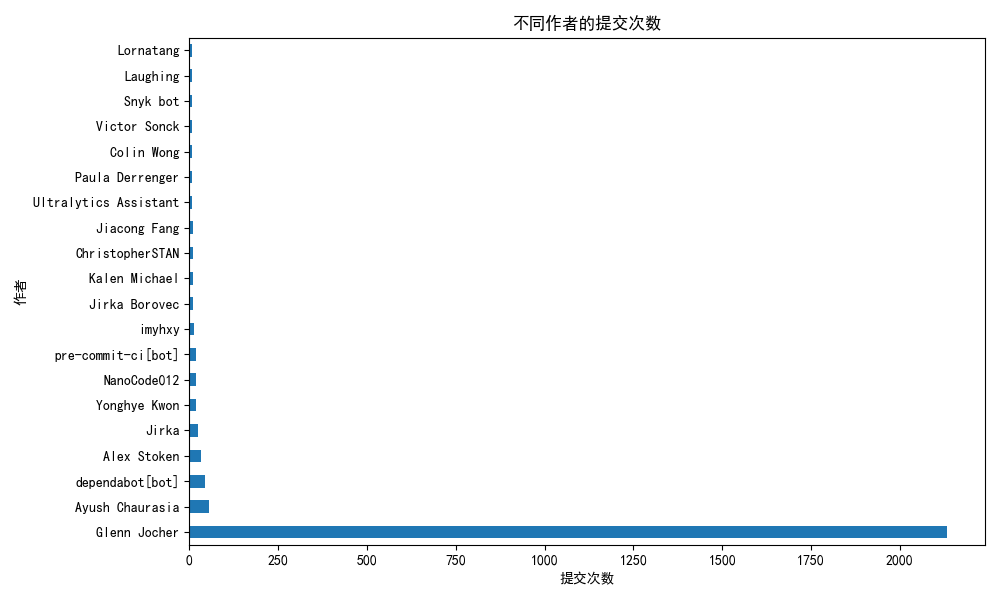 不同作者的提交次数
Lornatang
Laughing
Snyk bot
Victor Sonck
Colin Wong
Paula Derrenger
Ultralytics Assistant
Jiacong Fang
ChristopherSTAN
Kalen Michael
Jirka Borovec
imyhxy
pre-commit-ci[bot]
NanoCode012
Yonghye Kwon
Jirka
Alex Stoken
dependabot[bot]
Ayush Chaurasia
Glenn Jocher
作者
0 250 500 750 1000 1250 1500 1750 2000
提交次数